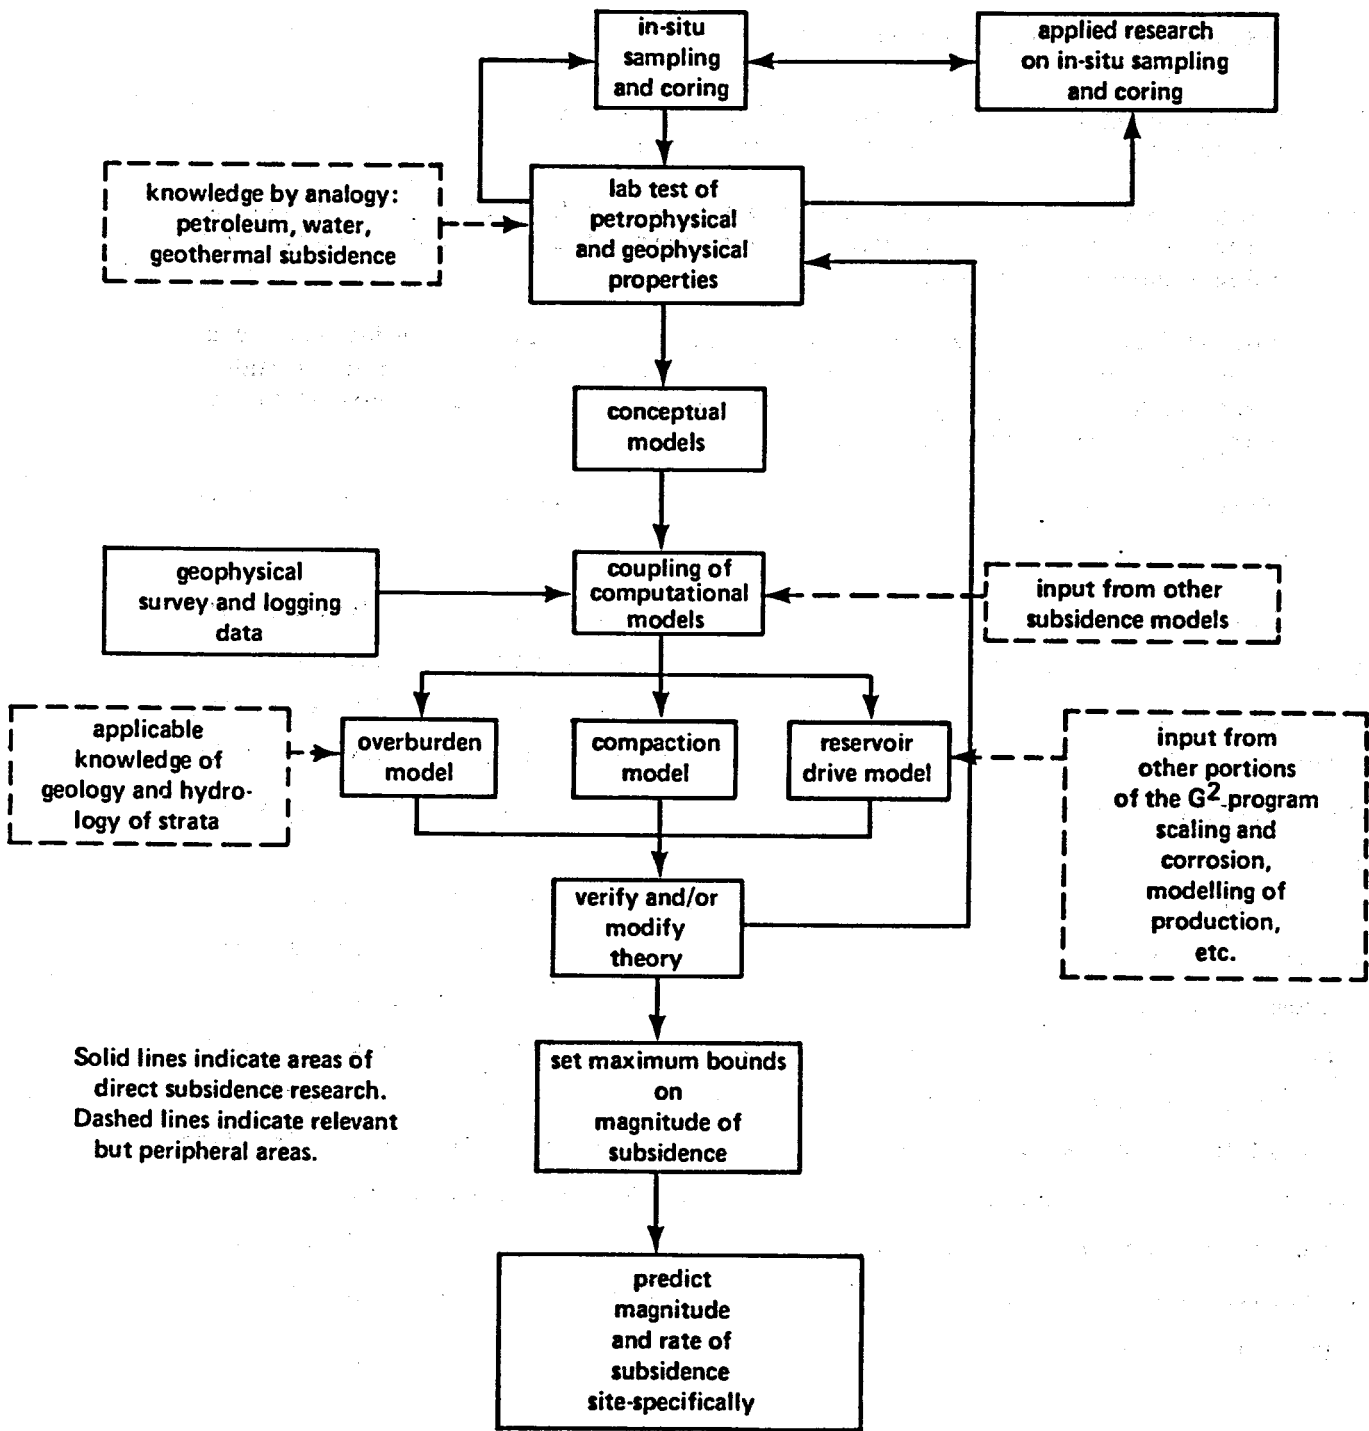 in-situ
sampling
and coring
applied research
on in-situ sampling
and coring
knowledge by analogy:
petroleum, water,
geothermal subsidence
lab test of
petrophysical
and geophysical
properties
conceptual
models
geophysical
survey and logging
data
coupling of
computational
models
input from other
subsidence models
applicable
knowledge of
geology and hydro-
logy of strata
overburden
model
compaction
model
reservoir
drive model
input from
other portions
of the G2 program
scaling and
corrosion,
modelling of
production,
etc.
verify and/or
modify
theory
Solid lines indicate areas of
direct subsidence research.
Dashed lines indicate relevant
but peripheral areas.
set maximum bounds
on
magnitude of
subsidence
predict
magnitude
and rate of
subsidence
site-specifically